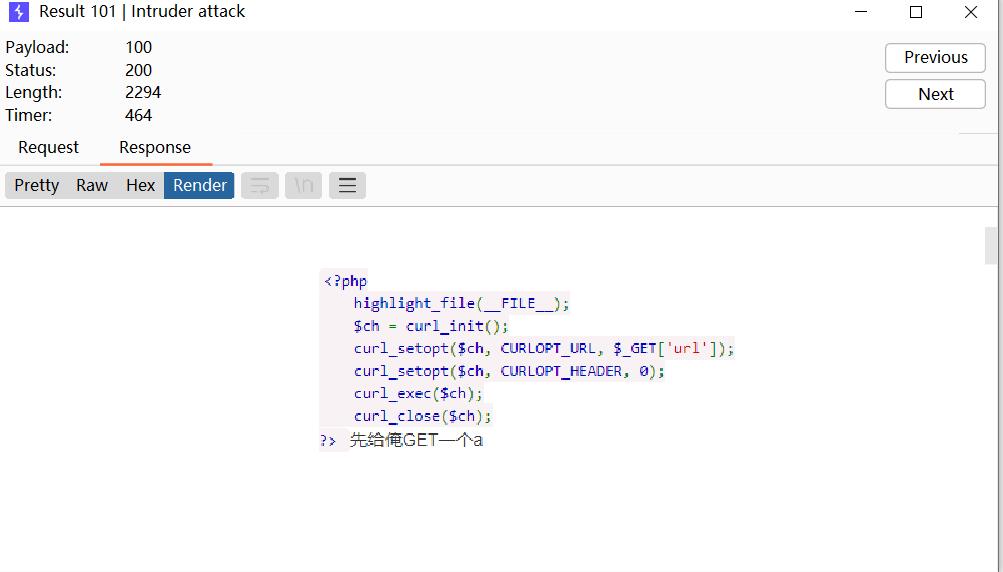 Result 101 | Intruder attack
Payload: 100
Status: 200
Length: 2294
Timer: 464
Previous
Next
Request Response
Pretty Raw Hex Render \n
<?php
highlight_file(__FILE__);
$ch = curl_init();
curl_setopt($ch, CURLOPT_URL, $_GET['url']);
curl_setopt($ch, CURLOPT_HEADER, 0);
curl_exec($ch);
curl_close($ch);
?> 先给俺GET一个a